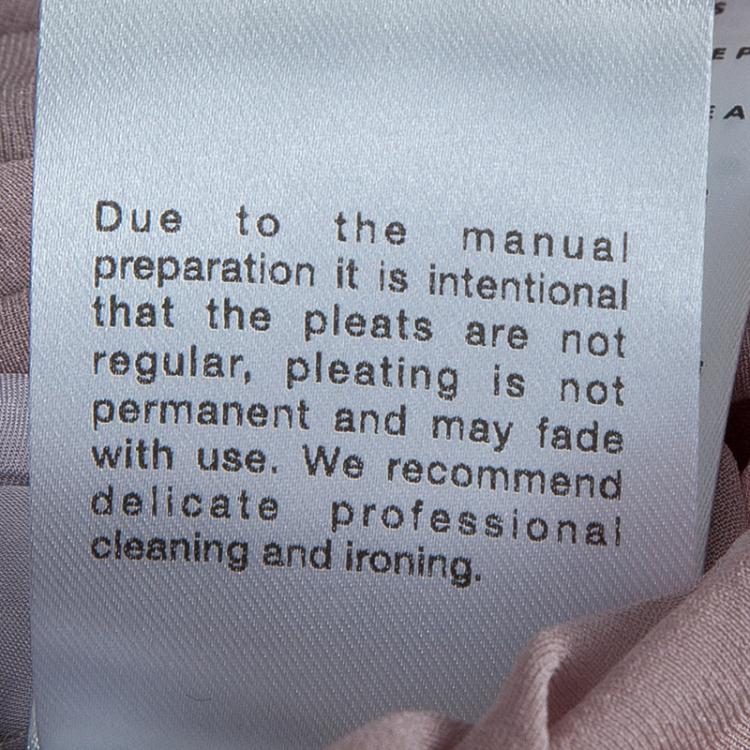 Due to the manual
preparation it is intentional
that the pleats are not
regular, pleating is not
permanent and may fade
with use. We recommend
delicate professional
cleaning and ironing.